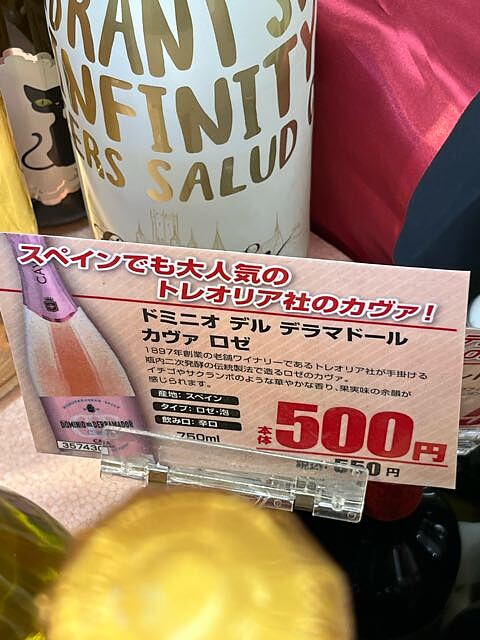 INFINITY
ERS SALUD
スペインでも大人気の
トレオリア社のカヴァ!
ドミニオ デル デラマドール
カヴァ ロゼ
1897年創業の老舗ワイナリーであるトレオリア社が手掛ける
瓶内二次発酵の伝統製法で造るロゼのカヴァ。
イチゴやサクランボのような華やかな香り、果実味の余韻が
感じられます。
産地:スペイン
タイプ:ロゼ・泡
飲み口:辛口
750ml
本体500円
550円
DOMINIO DEL DERRAMADOR
CAVA
357430